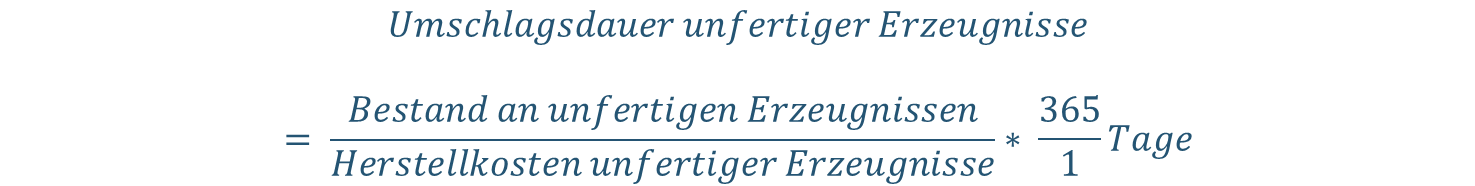 Umschlagsdauer unfertiger Erzeugnisse
= Bestand an unfertigen Erzeugnissen / Herstellkosten unfertiger Erzeugnisse * 365 / 1 Tage